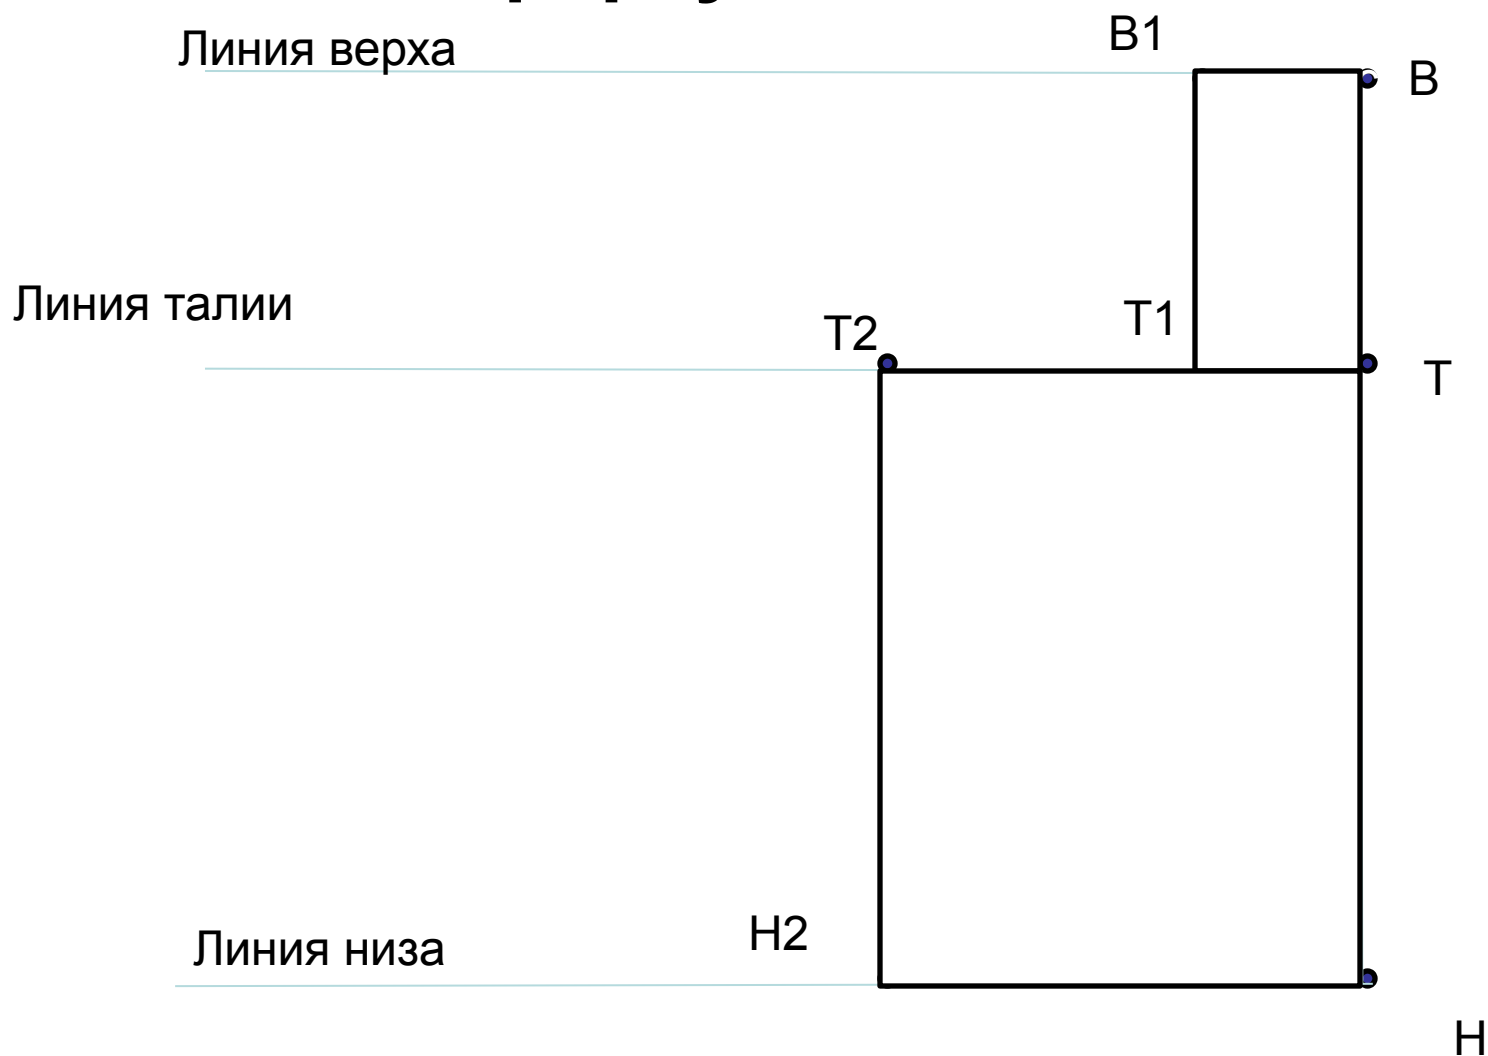 Линия верха
В1
В
Линия талии
Т2
Т1
Т
Линия низа
Н2
Н